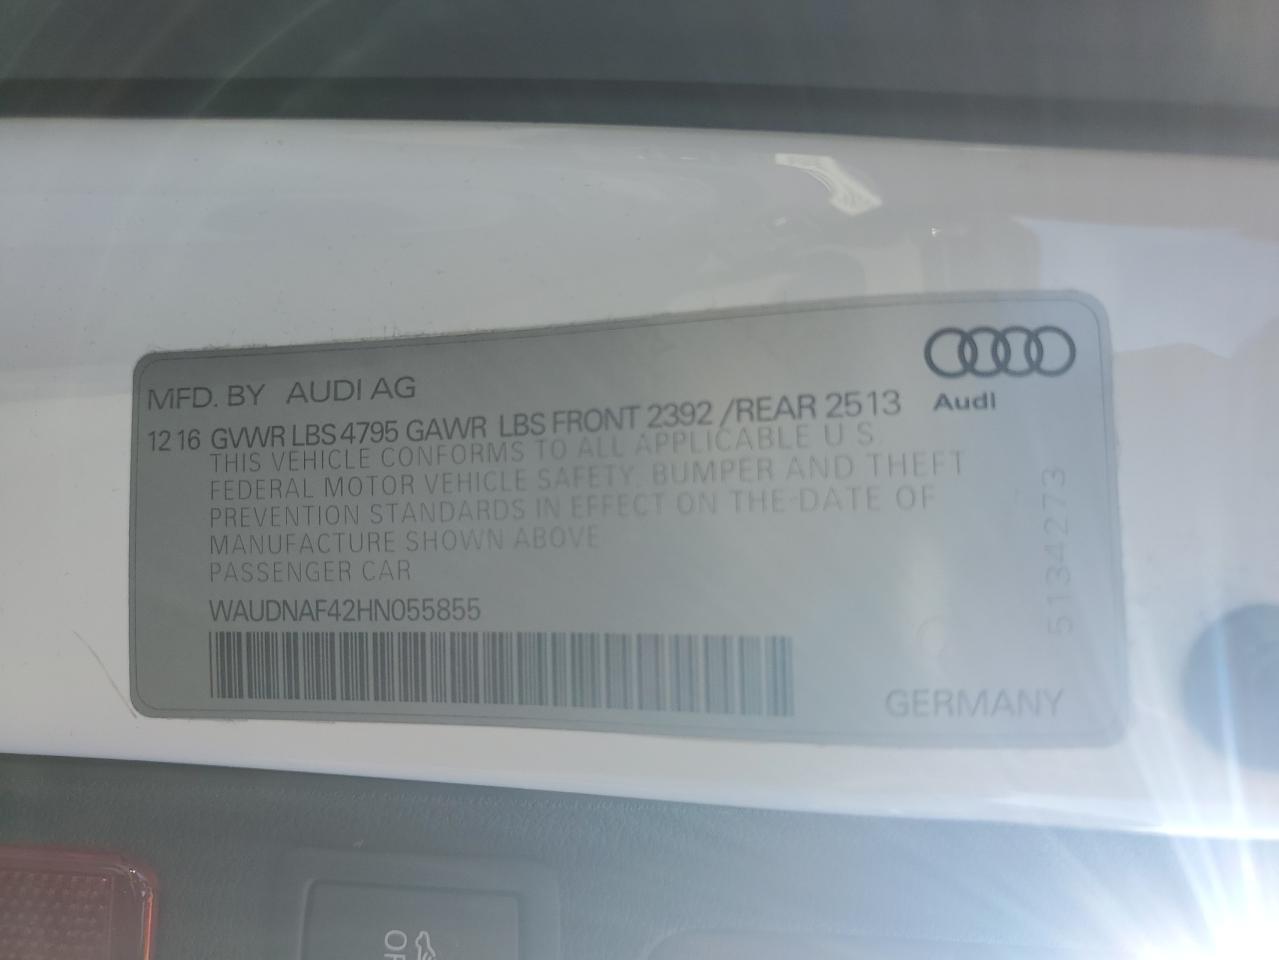 MFD. BY AUDI AG
12 16 GVWR LBS 4795 GAWR LBS FRONT 2392 /REAR 2513
Audi
THIS VEHICLE CONFORMS TO ALL APPLICABLE U S
FEDERAL MOTOR VEHICLE SAFETY, BUMPER AND THEFT
PREVENTION STANDARDS IN EFFECT ON THE DATE OF
MANUFACTURE SHOWN ABOVE
PASSENGER CAR
WAUDNAF42HN055855
5134273
GERMANY